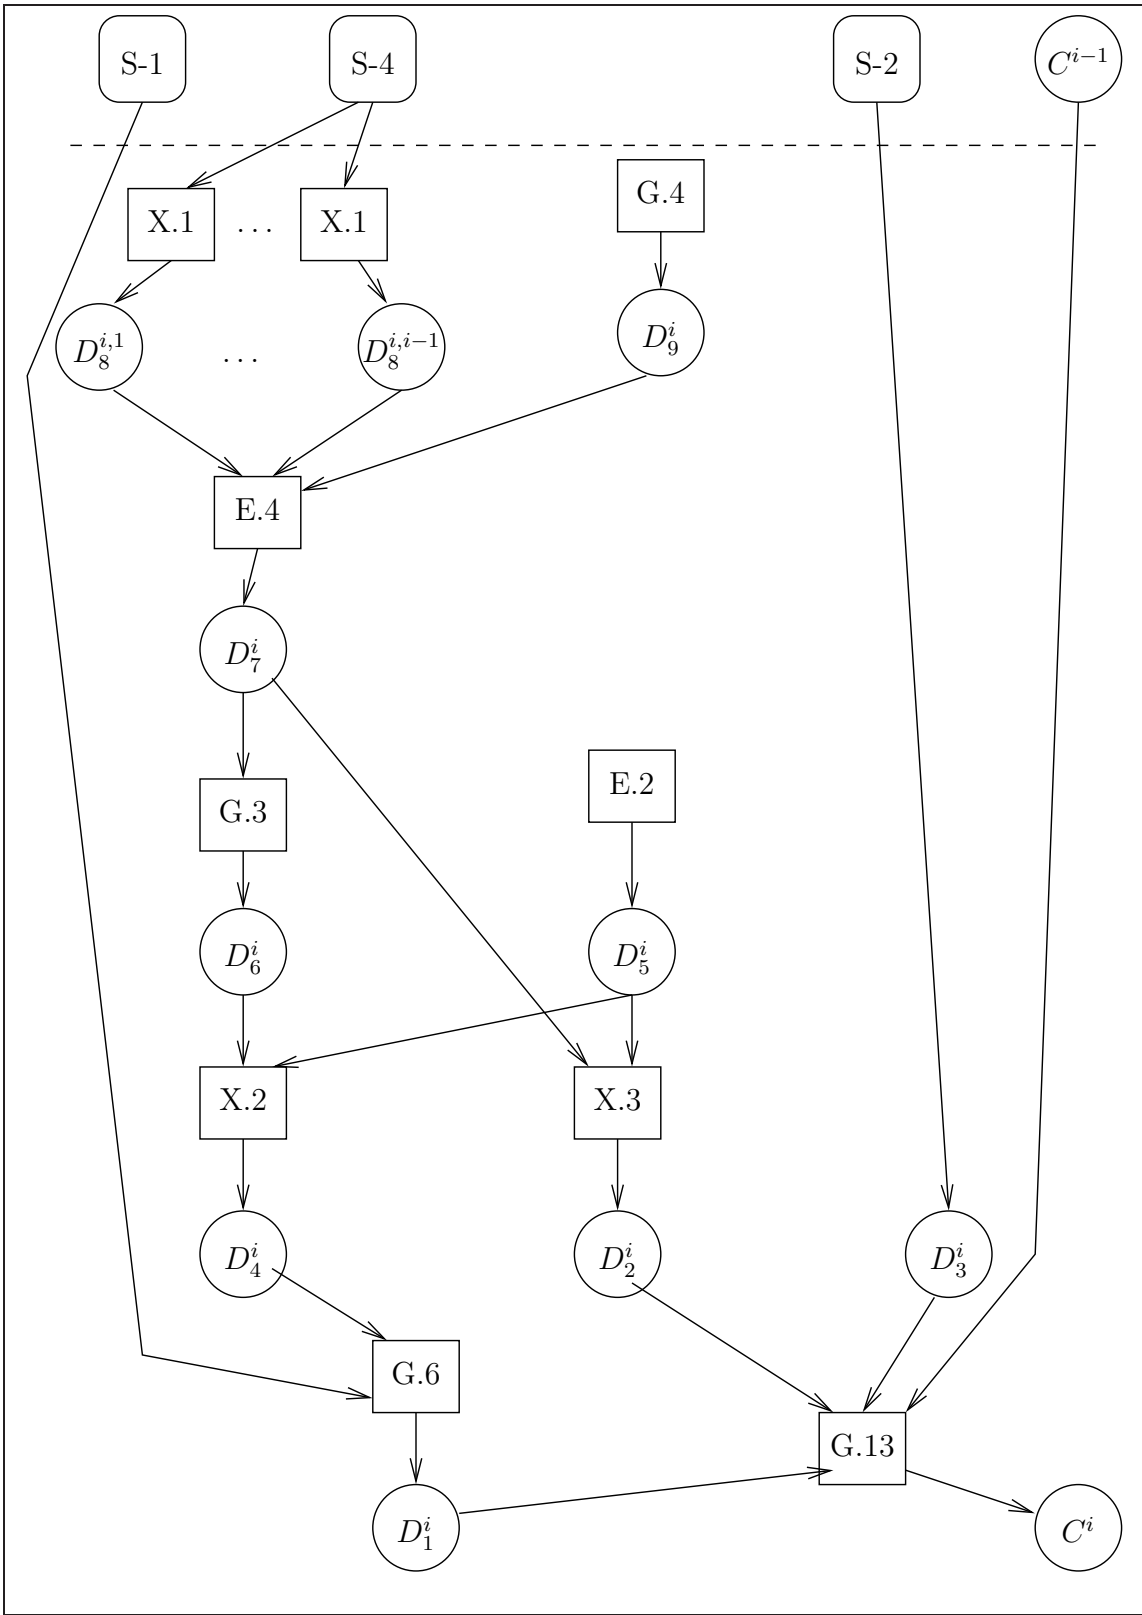 S-1 S-4 S-2 $C^{i-1}$
X.1 ... X.1 G.4
$D_8^{i,1}$ ... $D_8^{i,i-1}$ $D_9^i$
E.4
$D_7^i$
G.3 E.2
$D_6^i$ $D_5^i$
X.2 X.3
$D_4^i$ $D_2^i$ $D_3^i$
G.6
G.13
$D_1^i$ $C^i$